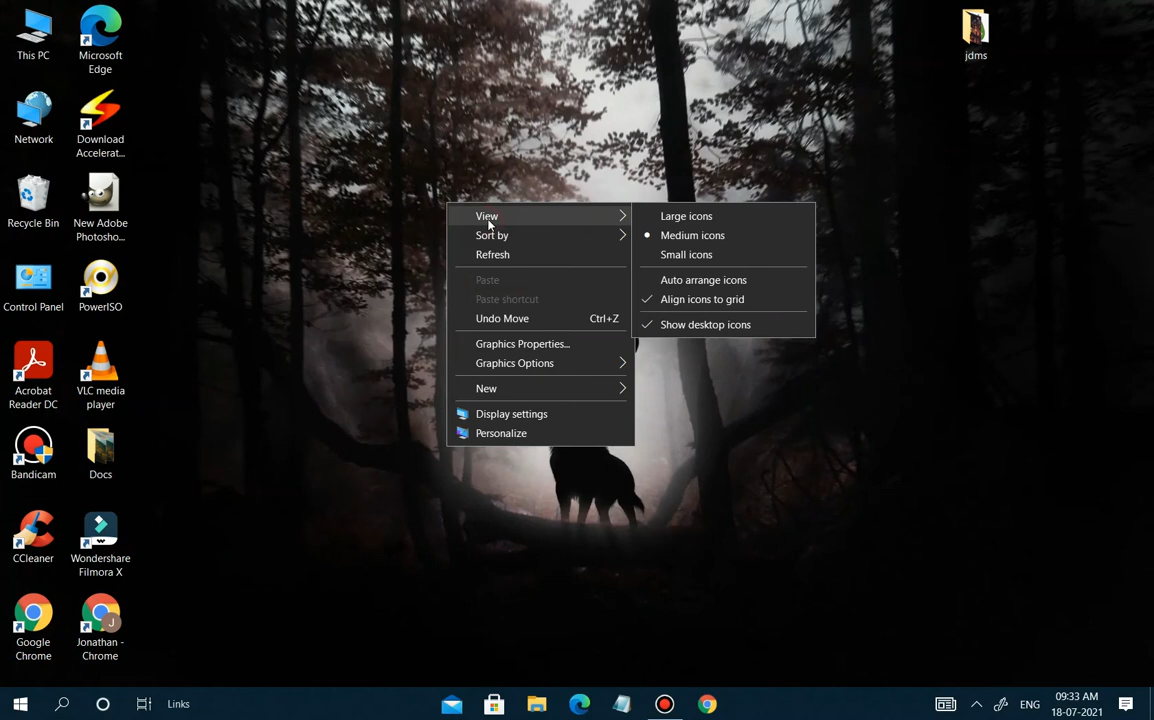 This PC
Microsoft
Edge
jdms
Network
Download
Accelerat...
Recycle Bin
New Adobe
Photosho...
Control Panel
PowerISO
Acrobat
Reader DC
VLC media
player
Bandicam
Docs
CCleaner
Wondershare
Filmora X
Google
Chrome
J
Jonathan -
Chrome
View
Sort by
Refresh
Paste
Paste shortcut
Undo Move Ctrl+Z
Graphics Properties...
Graphics Options
New
Display settings
Personalize
Large icons
Medium icons
Small icons
Auto arrange icons
Align icons to grid
Show desktop icons
Links
ENG
09:33 AM
18-07-2021